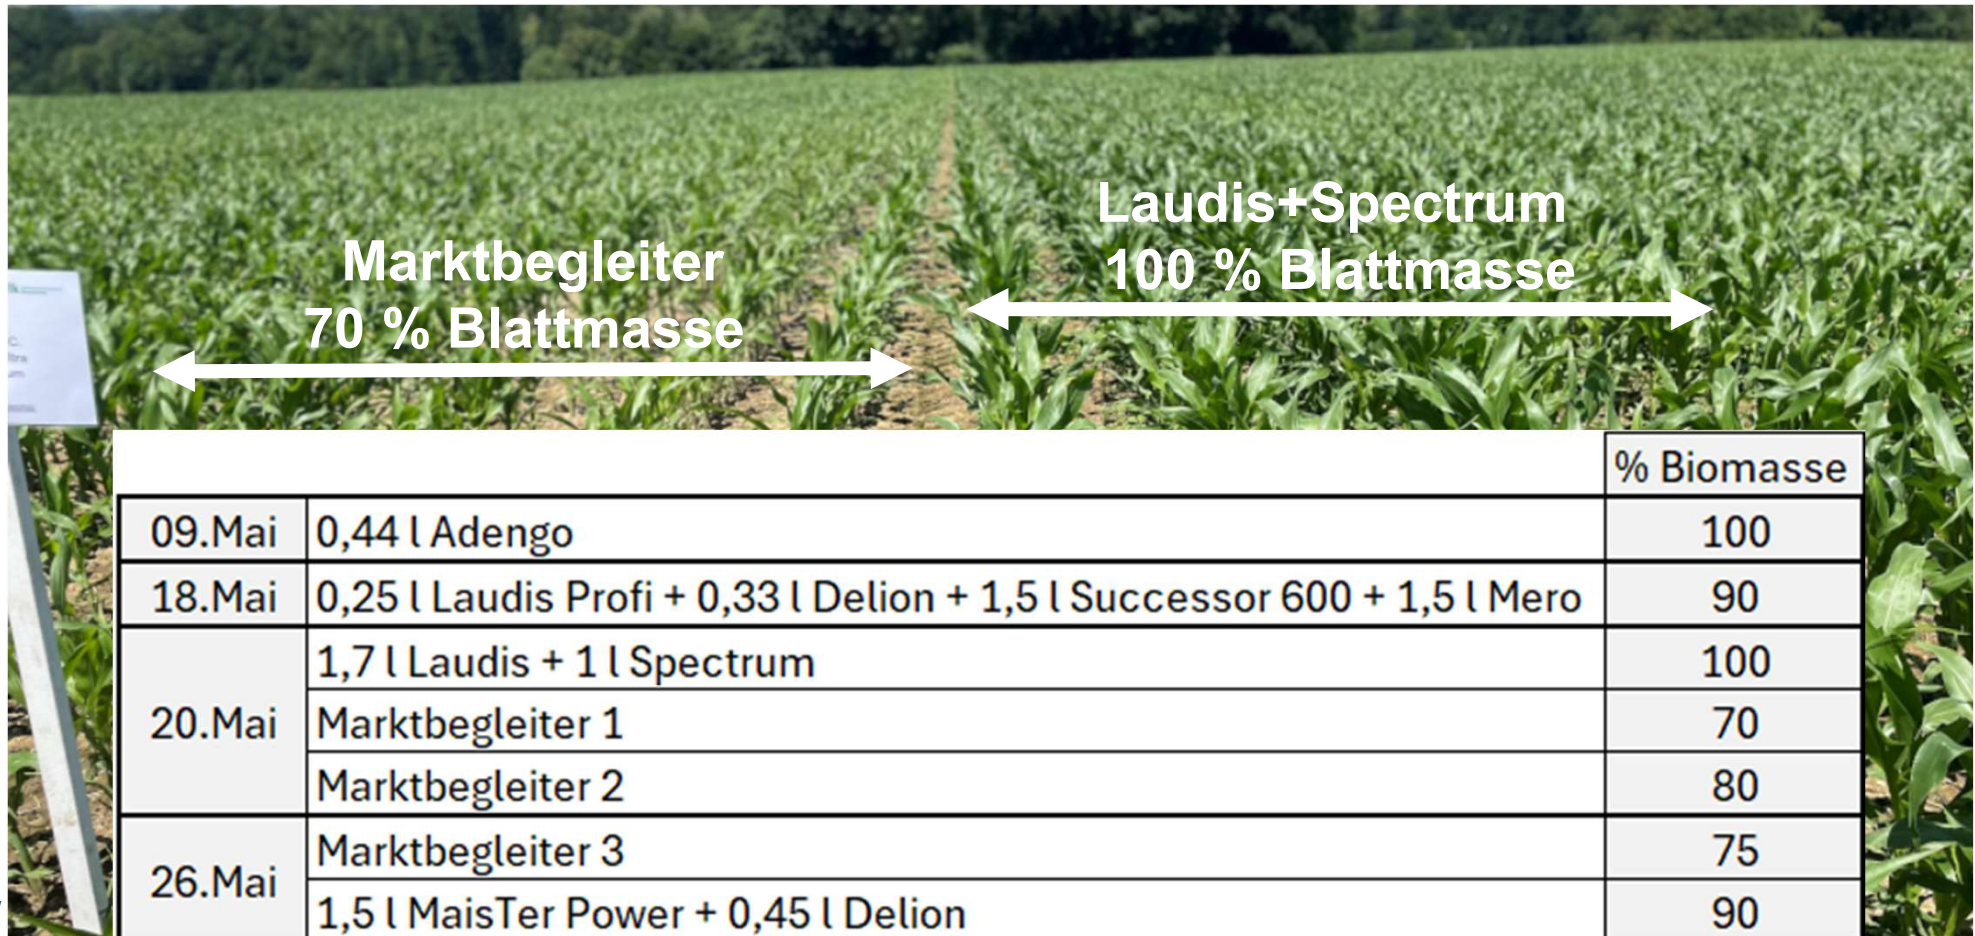 Laudis+Spectrum
100 % Blattmasse
Marktbegleiter
70 % Blattmasse
% Biomasse
09.Mai 0,44 l Adengo 100
18.Mai 0,25 l Laudis Profi + 0,33 l Delion + 1,5 l Successor 600 + 1,5 l Mero 90
20.Mai 1,7 l Laudis + 1 l Spectrum 100
Marktbegleiter 1 70
Marktbegleiter 2 80
26.Mai Marktbegleiter 3 75
1,5 l MaisTer Power + 0,45 l Delion 90